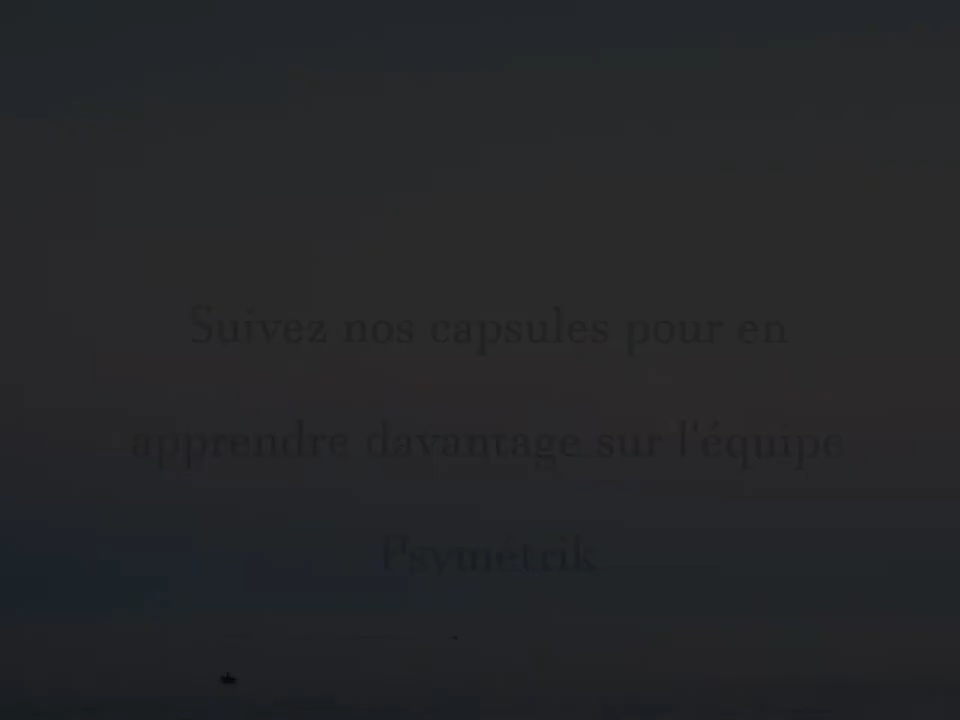 Suivez nos capsules pour en
apprendre davantage sur l'équipe
Psymétrik